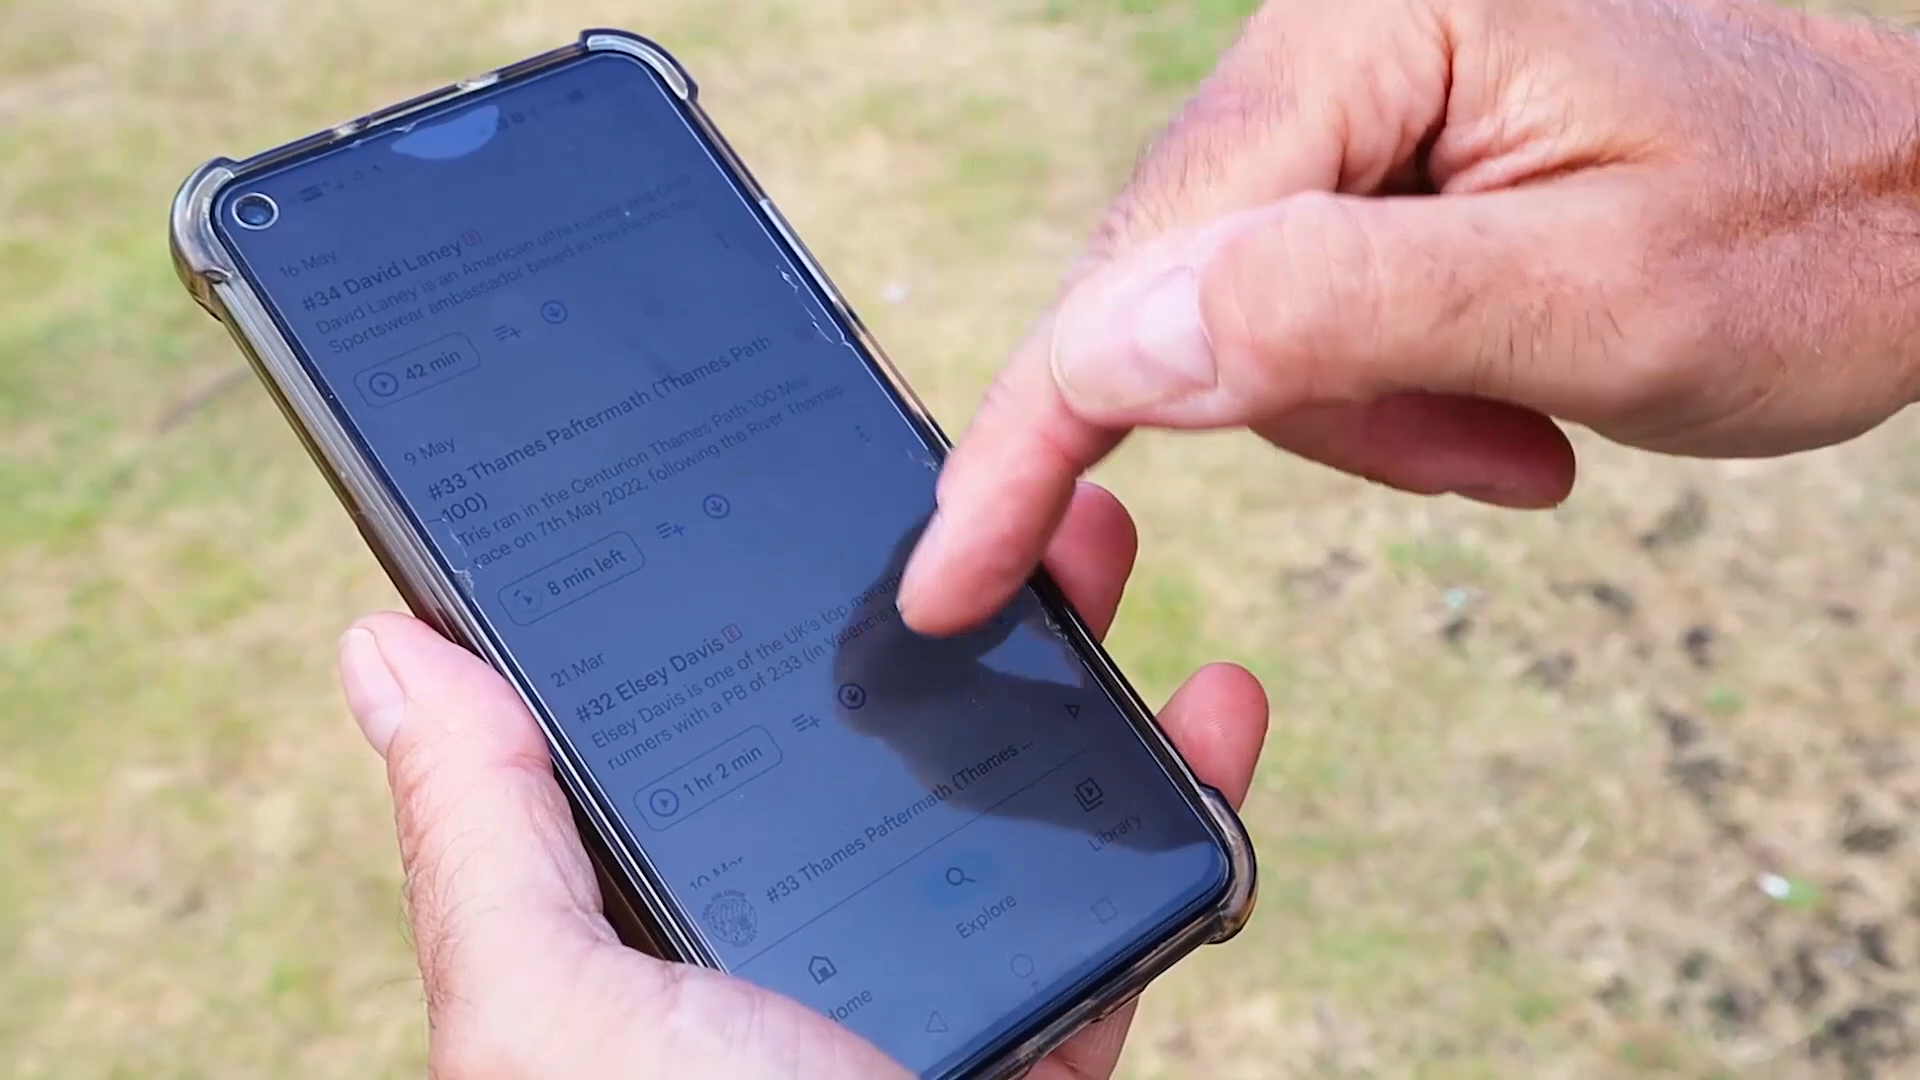 16 May
#34 David Laney E
David Laney is an American ultra runner and Craft
Sportswear ambassador based in the Pacific
42 min
9 May
#33 Thames Paftermath (Thames Path
100)
Tris ran in the Centurion Thames Path 100 Mile
race on 7th May 2022, following the River Thames
8 min left
21 Mar
#32 Elsey Davis E
Elsey Davis is one of the UK's top
runners with a PB of 2:33 (in Valencia
1 hr 2 min
10 Mar
#33 Thames Paftermath (Thames ...
Home
Explore
Library